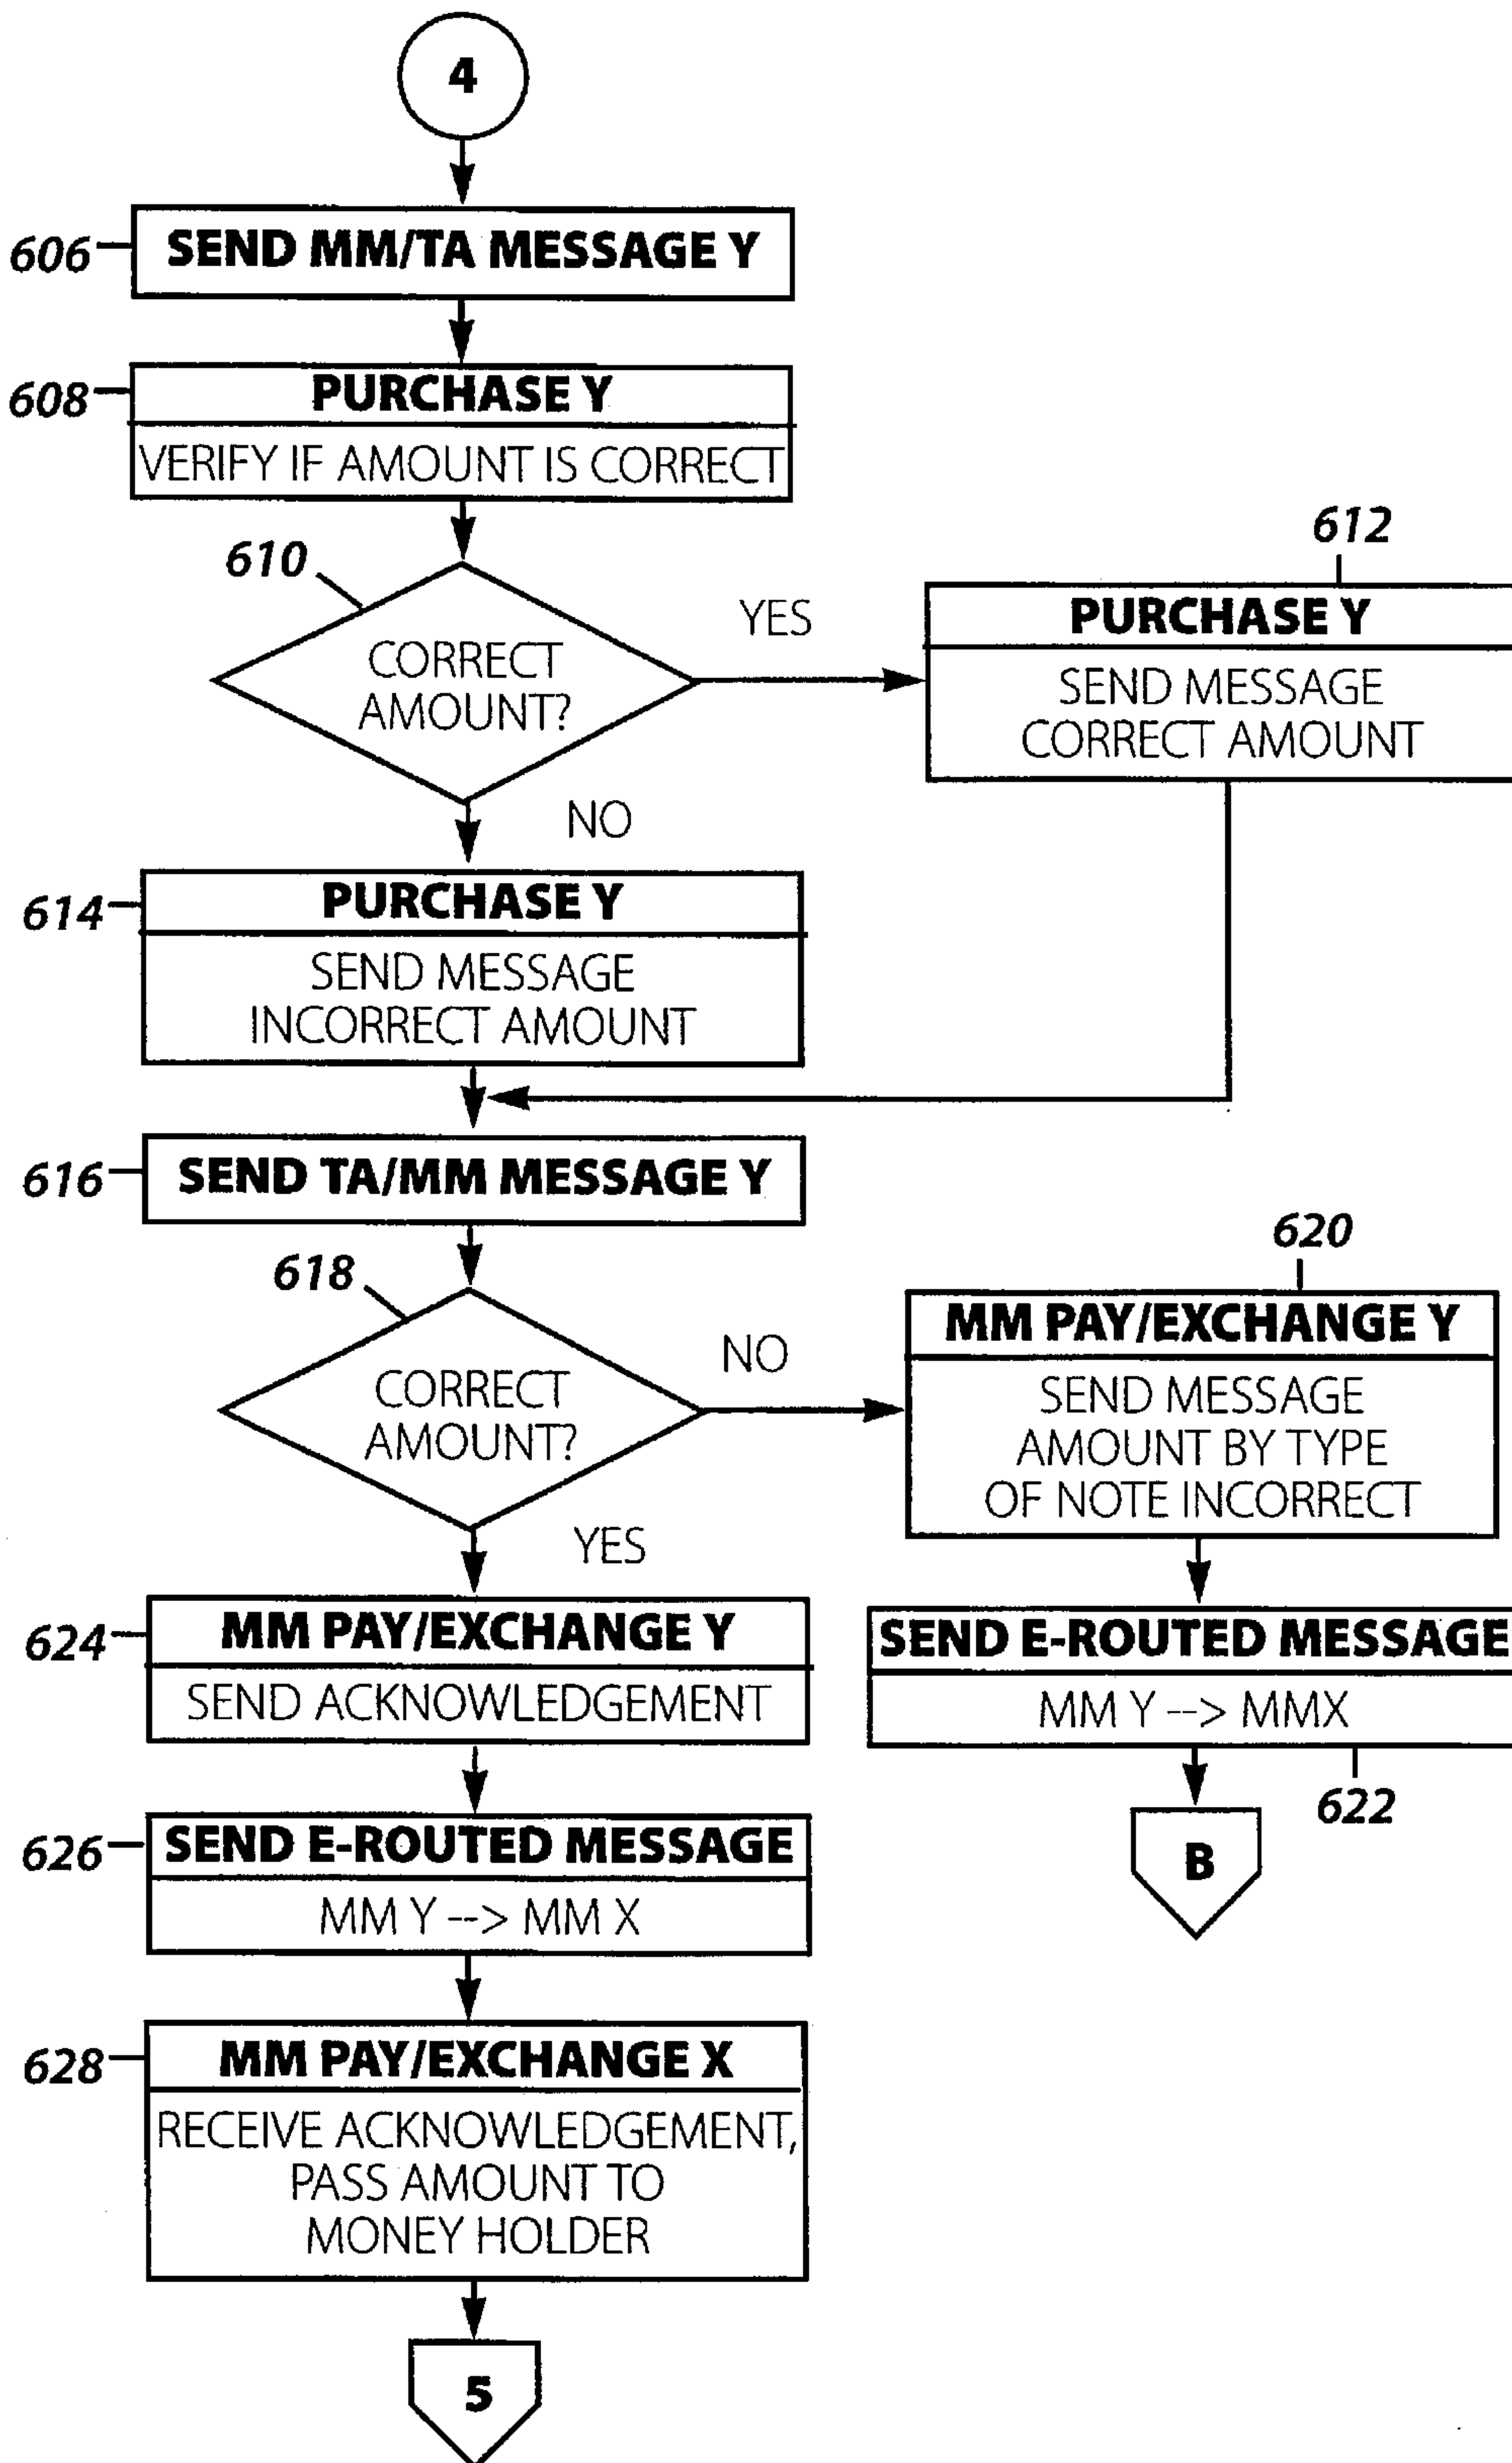 4
606
SEND MM/TA MESSAGE Y
608
PURCHASE Y
VERIFY IF AMOUNT IS CORRECT
610
CORRECT
AMOUNT?
YES
NO
612
PURCHASE Y
SEND MESSAGE
CORRECT AMOUNT
614
PURCHASE Y
SEND MESSAGE
INCORRECT AMOUNT
616
SEND TA/MM MESSAGE Y
618
CORRECT
AMOUNT?
NO
YES
620
MM PAY/EXCHANGE Y
SEND MESSAGE
AMOUNT BY TYPE
OF NOTE INCORRECT
SEND E-ROUTED MESSAGE
MM Y --> MMX
622
B
624
MM PAY/EXCHANGE Y
SEND ACKNOWLEDGEMENT
626
SEND E-ROUTED MESSAGE
MM Y --> MM X
628
MM PAY/EXCHANGE X
RECEIVE ACKNOWLEDGEMENT,
PASS AMOUNT TO
MONEY HOLDER
5